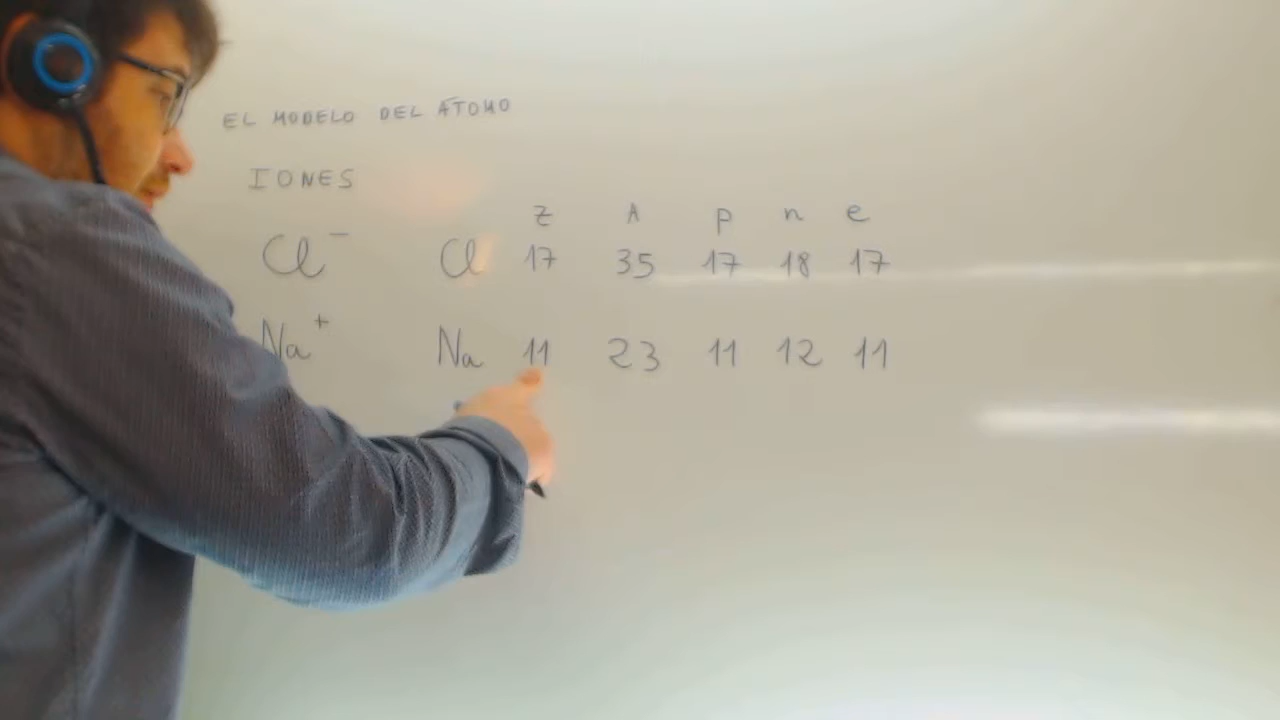 EL MODELO DEL ÁTOMO
IONES
Z A p n e
Cl⁻ Cl 17 35 17 18 17
Na⁺ Na 11 23 11 12 11